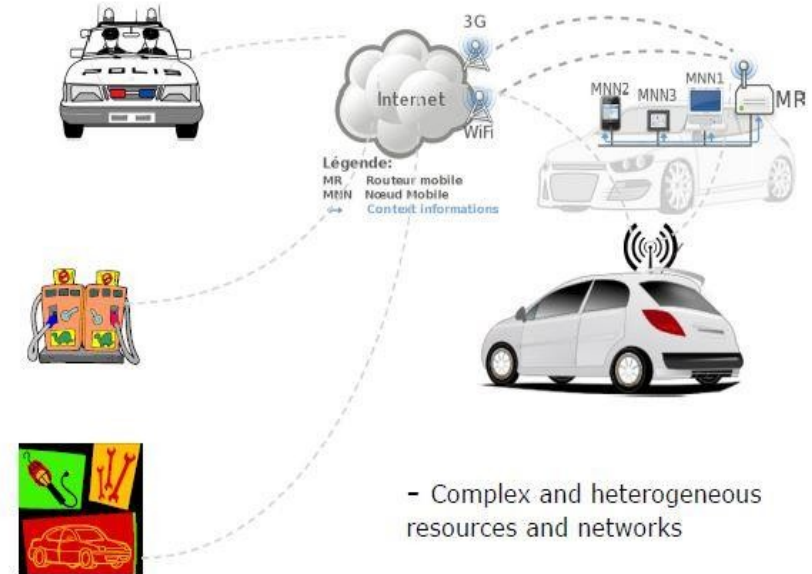 POLIS
3G
Internet
WiFi
MNN2
MNN3
MNN1
MR
Légende:
MR Routeur mobile
MNN Nœud Mobile
Context informations
- Complex and heterogeneous
resources and networks